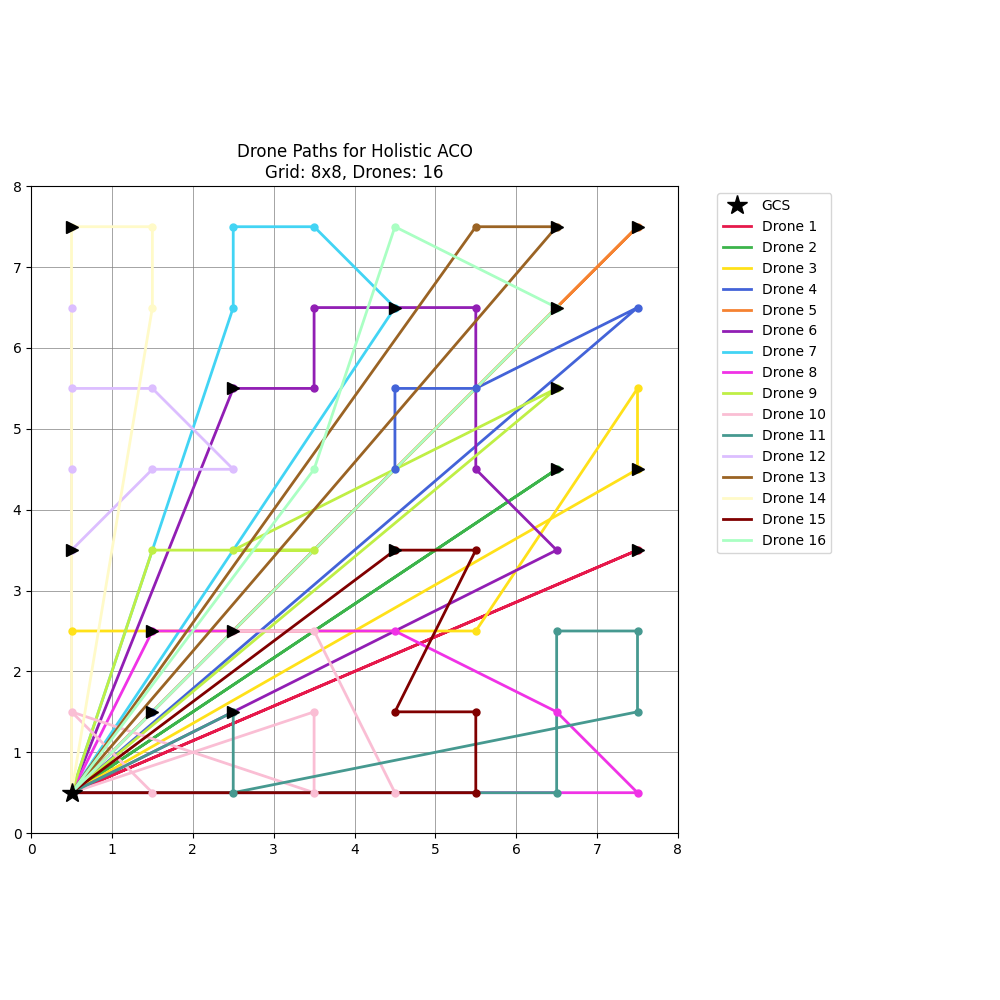 Drone Paths for Holistic ACO
Grid: 8x8, Drones: 16
8
7
6
5
4
3
2
1
0
0 1 2 3 4 5 6 7 8
GCS
Drone 1
Drone 2
Drone 3
Drone 4
Drone 5
Drone 6
Drone 7
Drone 8
Drone 9
Drone 10
Drone 11
Drone 12
Drone 13
Drone 14
Drone 15
Drone 16